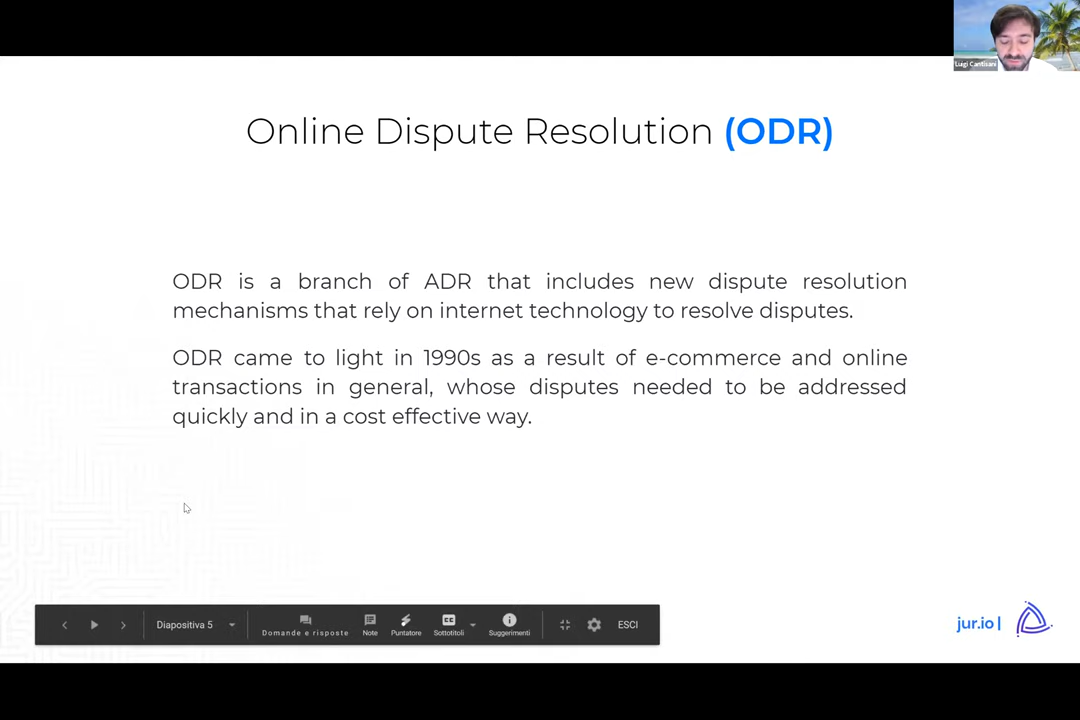 Luigi Cantisani
Online Dispute Resolution (ODR)
ODR is a branch of ADR that includes new dispute resolution
mechanisms that rely on internet technology to resolve disputes.
ODR came to light in 1990s as a result of e-commerce and online
transactions in general, whose disputes needed to be addressed
quickly and in a cost effective way.
Diapositiva 5
Domande e risposte
Note
Puntatore
CC
Sottotitoli
Suggerimenti
ESCI
jur.io |